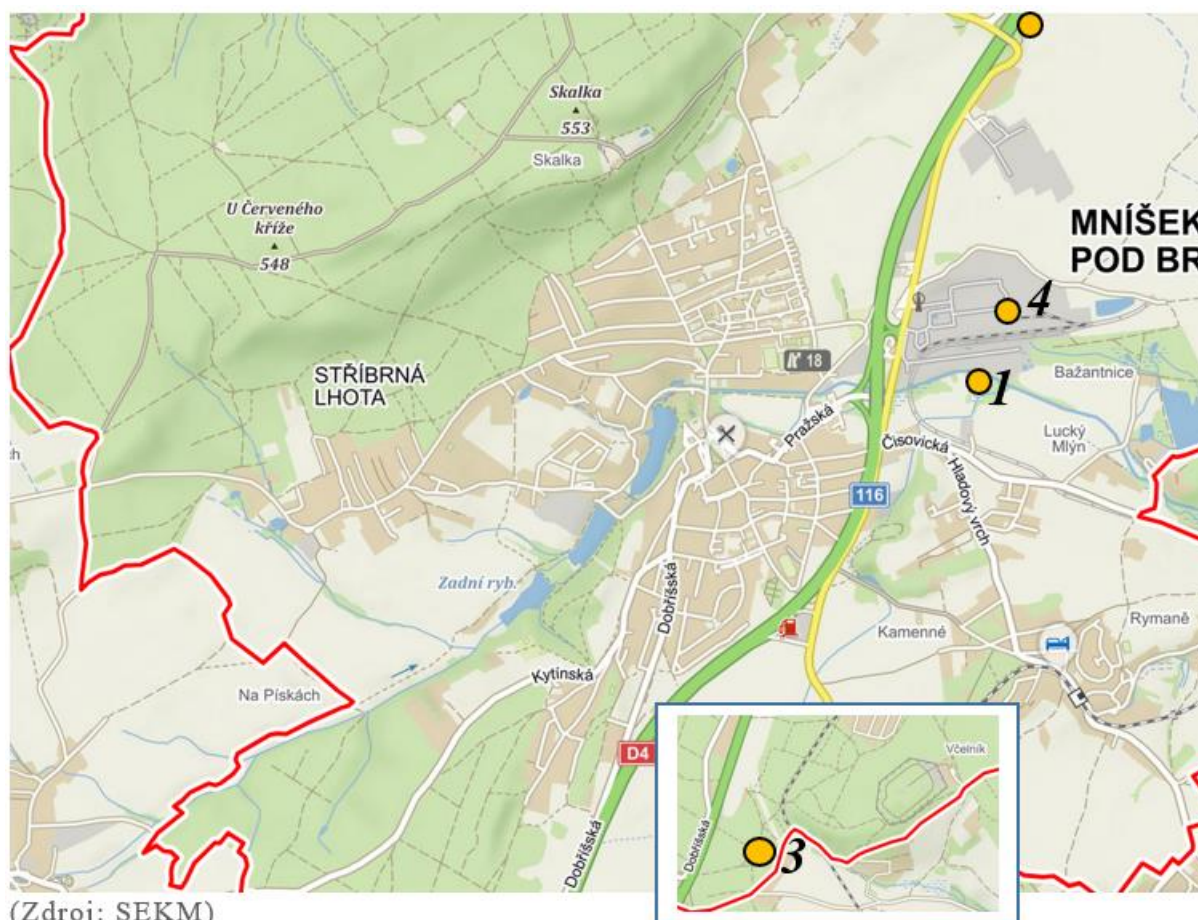 Skalka
553
Skalka
U Červeného
kříže
548
MNÍŠEK
POD BR
4
18
STŘÍBRNÁ
LHOTA
1
Bažantnice
Pražská
Lucký
Mlýn
Čisovická
Hladový vrch
116
Zadní ryb.
Dobříšská
Kamenné
Rymaně
Kytínská
Na Pískách
D4
Včelník
Dobříšská
Dobříšská
3
(Zdroj: SEKM)